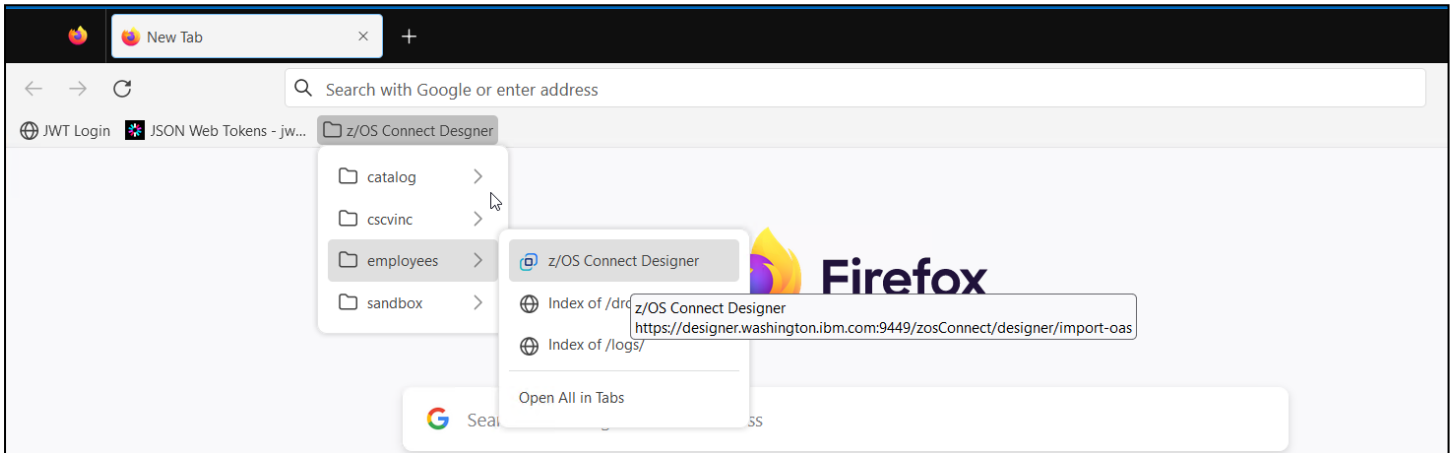 New Tab
Search with Google or enter address
JWT Login JSON Web Tokens - jw... z/OS Connect Desgner
catalog
cscvinc
employees
sandbox
z/OS Connect Designer
Index of /dro
Index of /logs/
Open All in Tabs
z/OS Connect Designer
https://designer.washington.ibm.com:9449/zosConnect/designer/import-oas
Firefox
Sea ss